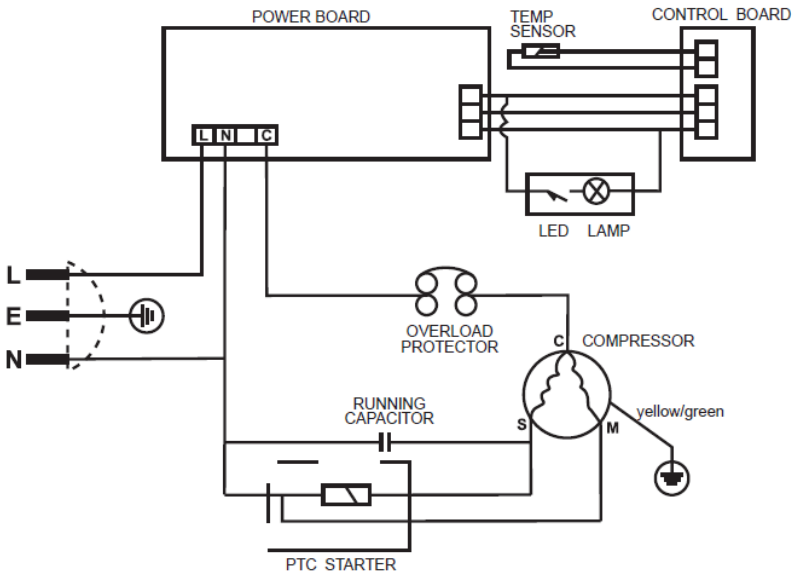 POWER BOARD
TEMP
SENSOR
CONTROL BOARD
L N C
L
E
N
LED LAMP
OVERLOAD
PROTECTOR
C
COMPRESSOR
RUNNING
CAPACITOR
S
M
yellow/green
PTC STARTER